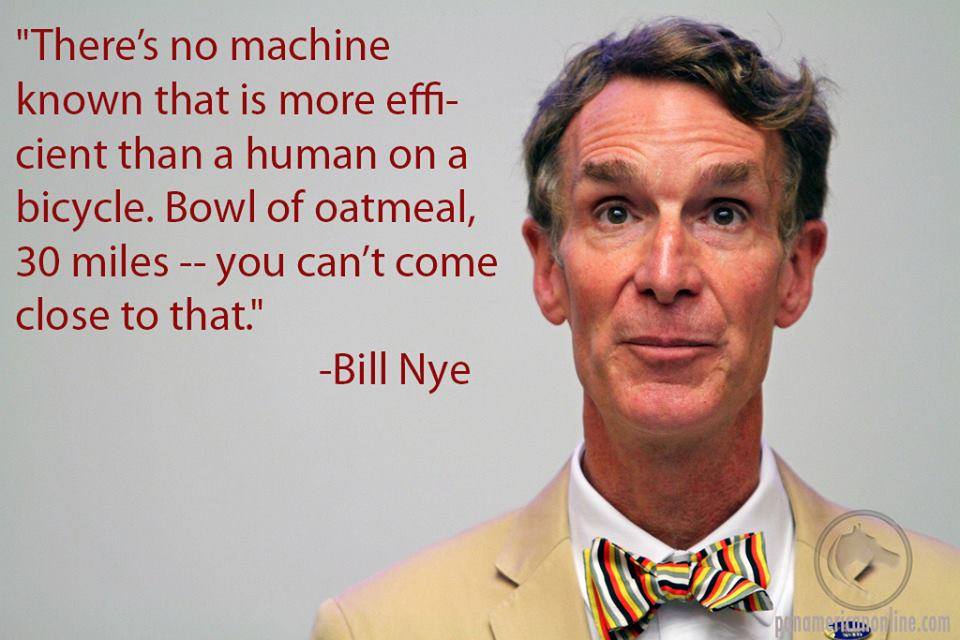 "There's no machine
known that is more effi-
cient than a human on a
bicycle. Bowl of oatmeal,
30 miles -- you can't come
close to that."
-Bill Nye
panamericanonline.com